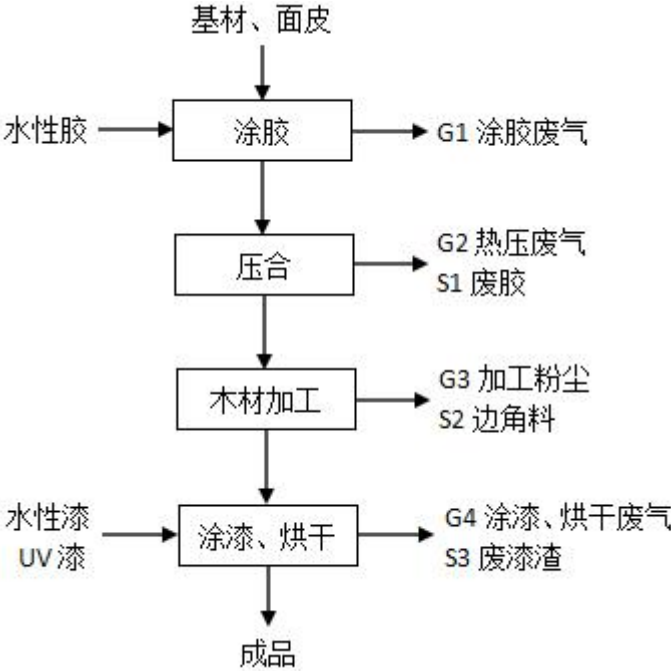 基材、面皮
水性胶
涂胶
G1 涂胶废气
压合
G2 热压废气
S1 废胶
木材加工
G3 加工粉尘
S2 边角料
水性漆
UV 漆
涂漆、烘干
G4 涂漆、烘干废气
S3 废漆渣
成品